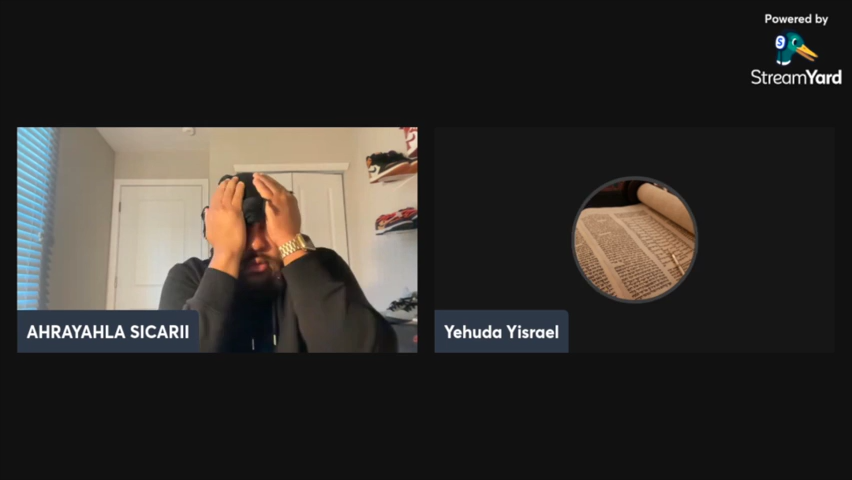 Powered by
S
StreamYard
AHRAYAHLA SICARII
Yehuda Yisrael